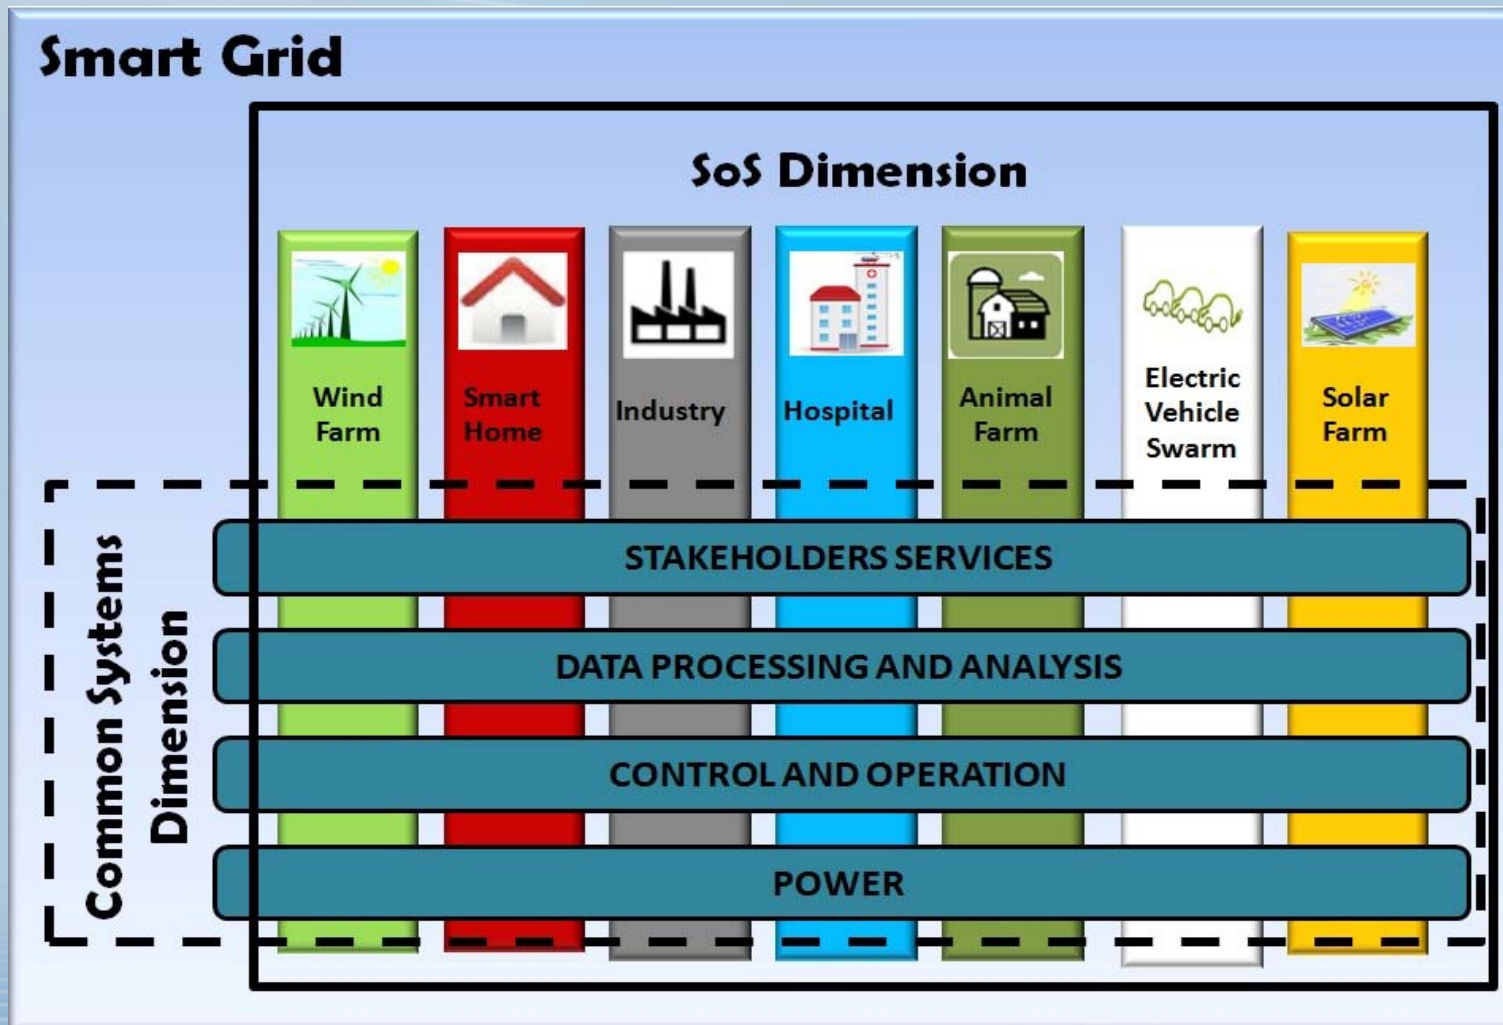 Smart Grid
SoS Dimension
Wind
Farm
Smart
Home
Industry
Hospital
Animal
Farm
Electric
Vehicle
Swarm
Solar
Farm
Common Systems
Dimension
STAKEHOLDERS SERVICES
DATA PROCESSING AND ANALYSIS
CONTROL AND OPERATION
POWER